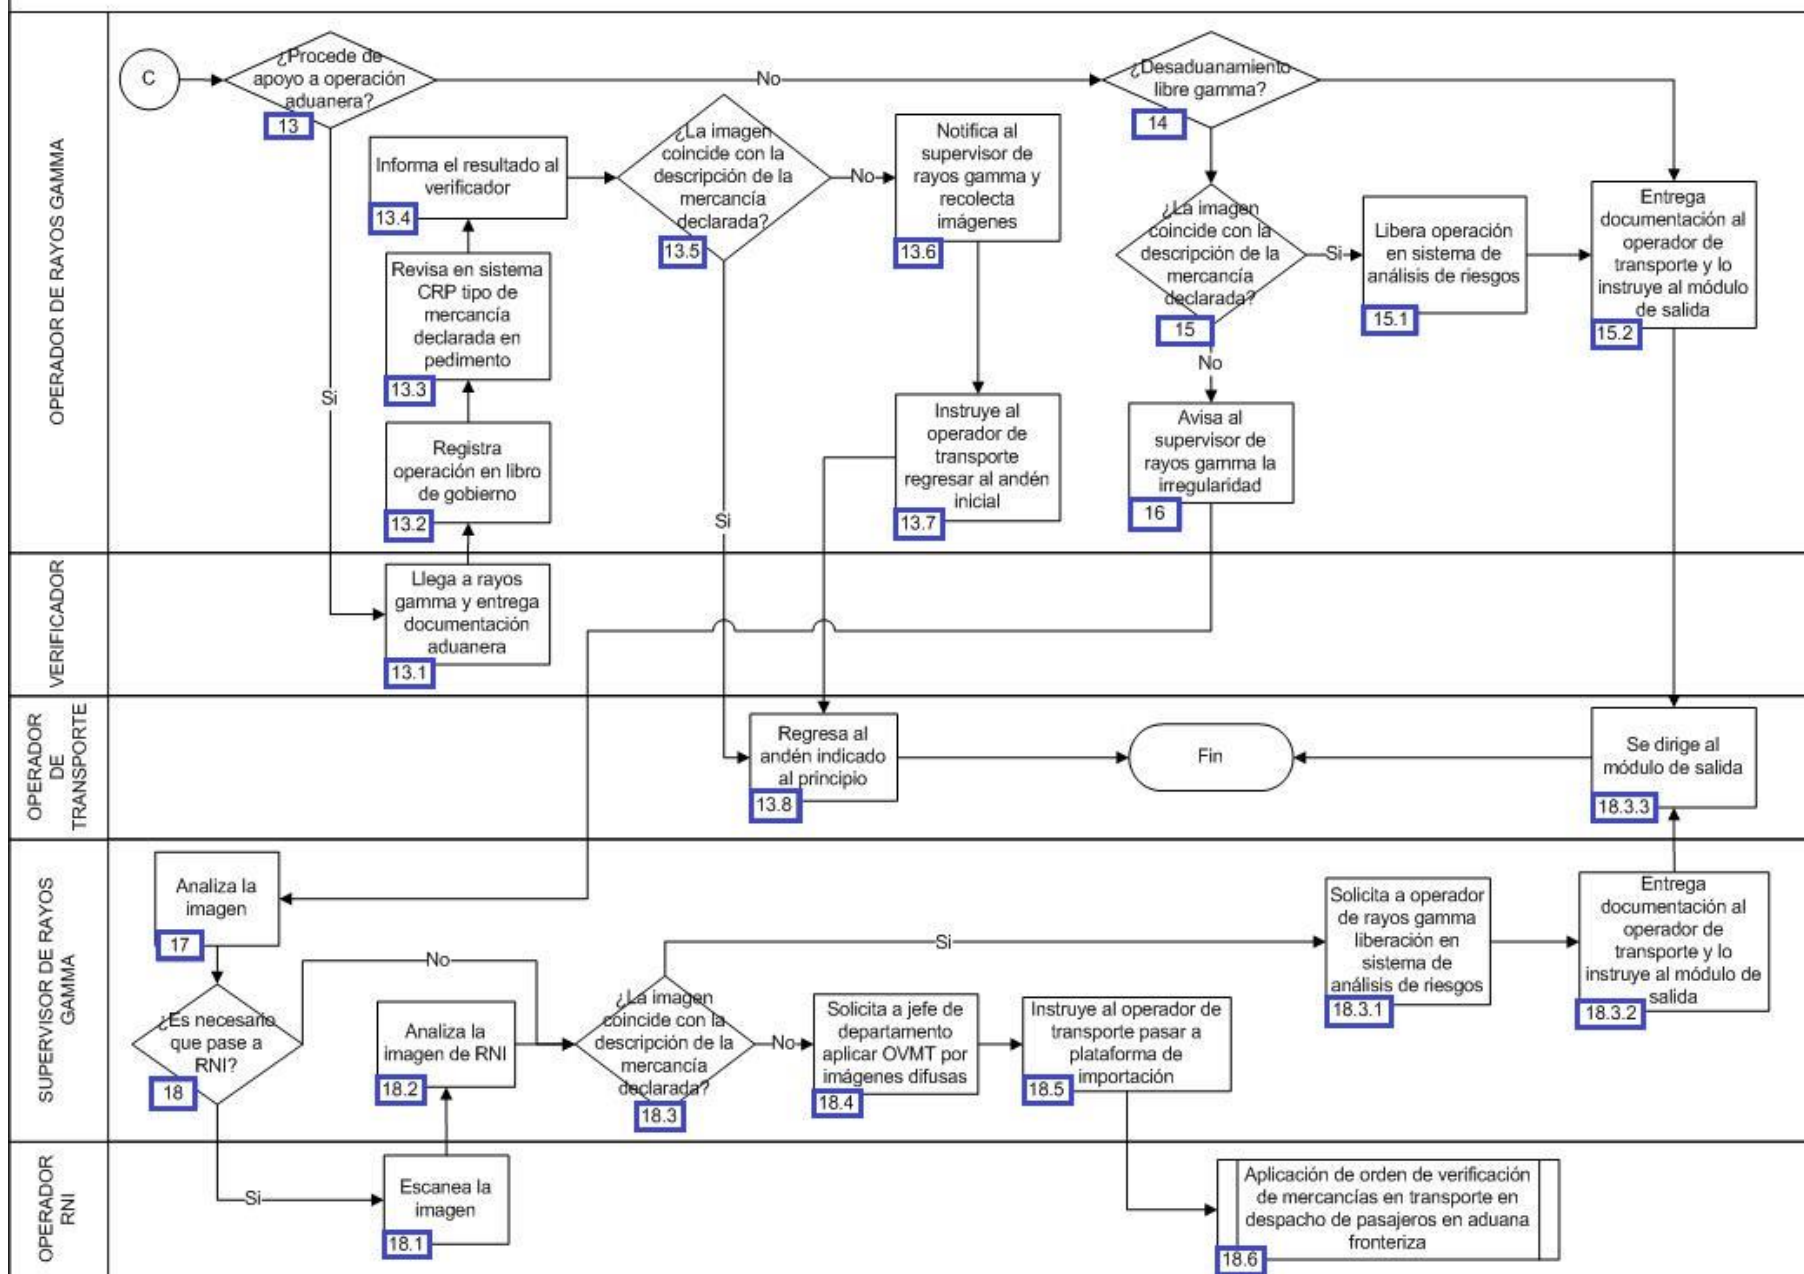 OPERADOR DE RAYOS GAMMA
C
¿Procede de
apoyo a operación
aduanera?
13
No
¿Desaduanamiento
libre gamma?
14
Informa el resultado al
verificador
13.4
¿La imagen
coincide con la
descripción de la
mercancía
declarada?
13.5
No
Notifica al
supervisor de
rayos gamma y
recolecta
imágenes
13.6
¿La imagen
coincide con la
descripción de la
mercancía
declarada?
15
Si
Libera operación
en sistema de
análisis de riesgos
15.1
Entrega
documentación al
operador de
transporte y lo
instruye al módulo
de salida
15.2
Revisa en sistema
CRP tipo de
mercancía
declarada en
pedimento
13.3
Si
No
Registra
operación en libro
de gobierno
13.2
Instruye al
operador de
transporte
regresar al andén
inicial
13.7
Avisa al
supervisor de
rayos gamma la
irregularidad
16
Si
VERIFICADOR
Llega a rayos
gamma y entrega
documentación
aduanera
13.1
OPERADOR
DE
TRANSPORTE
Regresa al
andén indicado
al principio
13.8
Fin
Se dirige al
módulo de salida
18.3.3
SUPERVISOR DE RAYOS
GAMMA
Analiza la
imagen
17
Si
Solicita a operador
de rayos gamma
liberación en
sistema de
análisis de riesgos
18.3.1
Entrega
documentación al
operador de
transporte y lo
instruye al módulo de
salida
18.3.2
No
¿Es necesario
que pase a
RNI?
18
Analiza la
imagen de RNI
18.2
¿La imagen
coincide con la
descripción de la
mercancía
declarada?
18.3
No
Solicita a jefe de
departamento
aplicar OVMT por
imágenes difusas
18.4
Instruye al operador de
transporte pasar a
plataforma de
importación
18.5
OPERADOR
RNI
Si
Escanea la
imagen
18.1
Aplicación de orden de verificación
de mercancías en transporte en
despacho de pasajeros en aduana
fronteriza
18.6